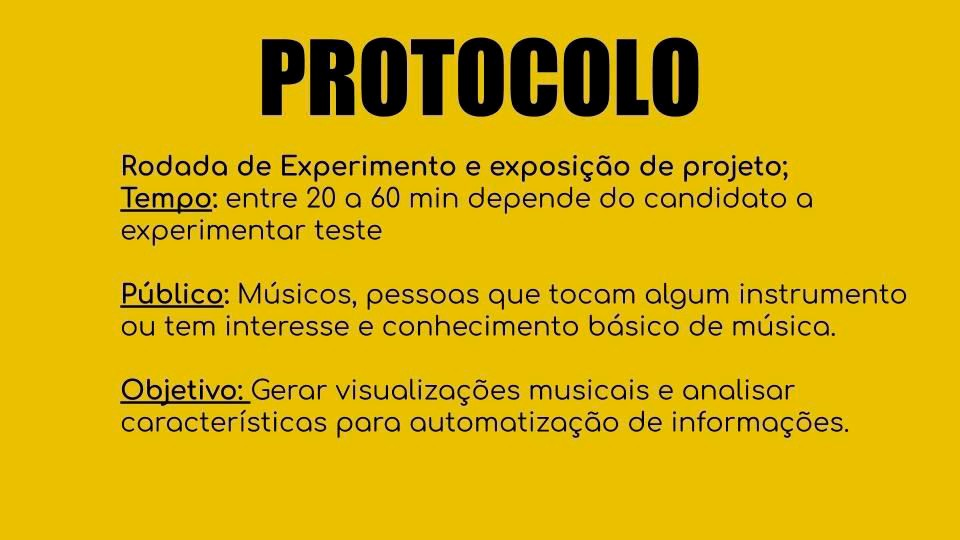 PROTOCOLO
Rodada de Experimento e exposição de projeto;
Tempo: entre 20 a 60 min depende do candidato a
experimentar teste
Público: Músicos, pessoas que tocam algum instrumento
ou tem interesse e conhecimento básico de música.
Objetivo: Gerar visualizações musicais e analisar
características para automatização de informações.